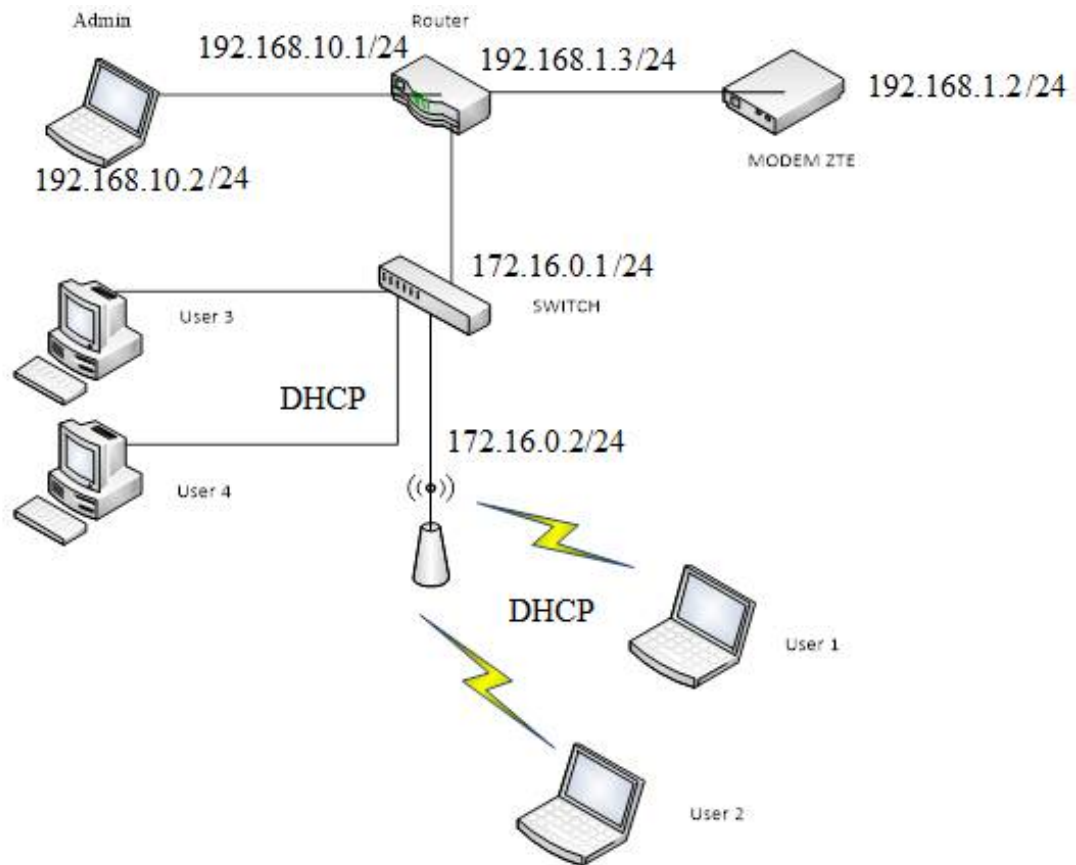 Admin
Router
192.168.10.1/24
192.168.1.3/24
192.168.1.2/24
MODEM ZTE
192.168.10.2/24
172.16.0.1/24
SWITCH
User 3
DHCP
172.16.0.2/24
User 4
DHCP
User 1
User 2